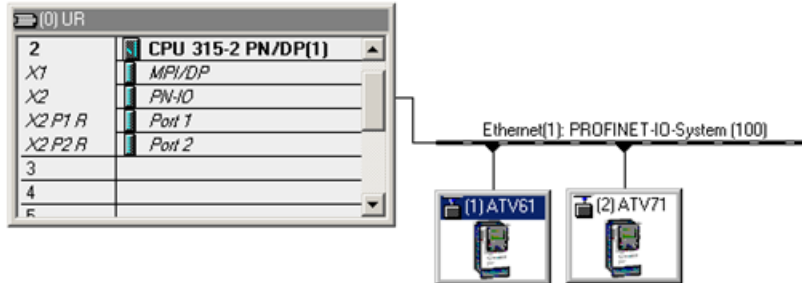 (0) UR
2 CPU 315-2 PN/DP(1)
X1 MPI/DP
X2 PN-IO
X2 P1 R Port 1
X2 P2 R Port 2
3
4
5
Ethernet(1): PROFINET-IO-System (100)
(1) ATV61
(2) ATV71